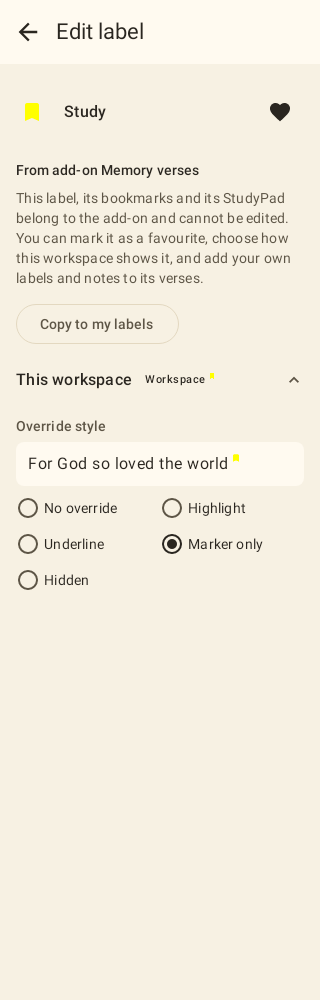 Edit label
Study
From add-on Memory verses
This label, its bookmarks and its StudyPad
belong to the add-on and cannot be edited.
You can mark it as a favourite, choose how
this workspace shows it, and add your own
labels and notes to its verses.
Copy to my labels
This workspace Workspace
Override style
For God so loved the world
No override Highlight
Underline Marker only
Hidden